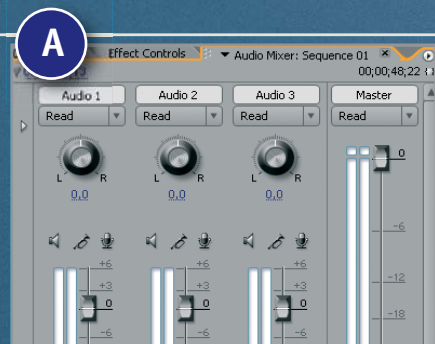 A
Effect Controls Audio Mixer: Sequence 01
00;00;48;22
Audio 1 Audio 2 Audio 3 Master
Read Read Read Read
L R L R L R 0
0,0 0,0 0,0
-6
+6 +6 +6
+3 +3 +3 -12
0 0 0
-18
-6 -6 -6